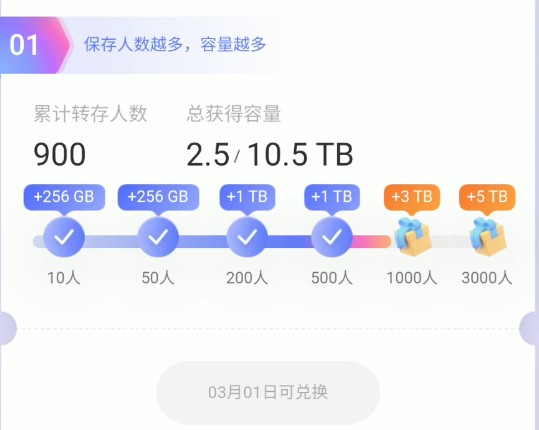 01 保存人数越多，容量越多
累计转存人数 总获得容量
900 2.5 / 10.5 TB
+256 GB +256 GB +1 TB +1 TB +3 TB +5 TB
10人 50人 200人 500人 1000人 3000人
03月01日可兑换